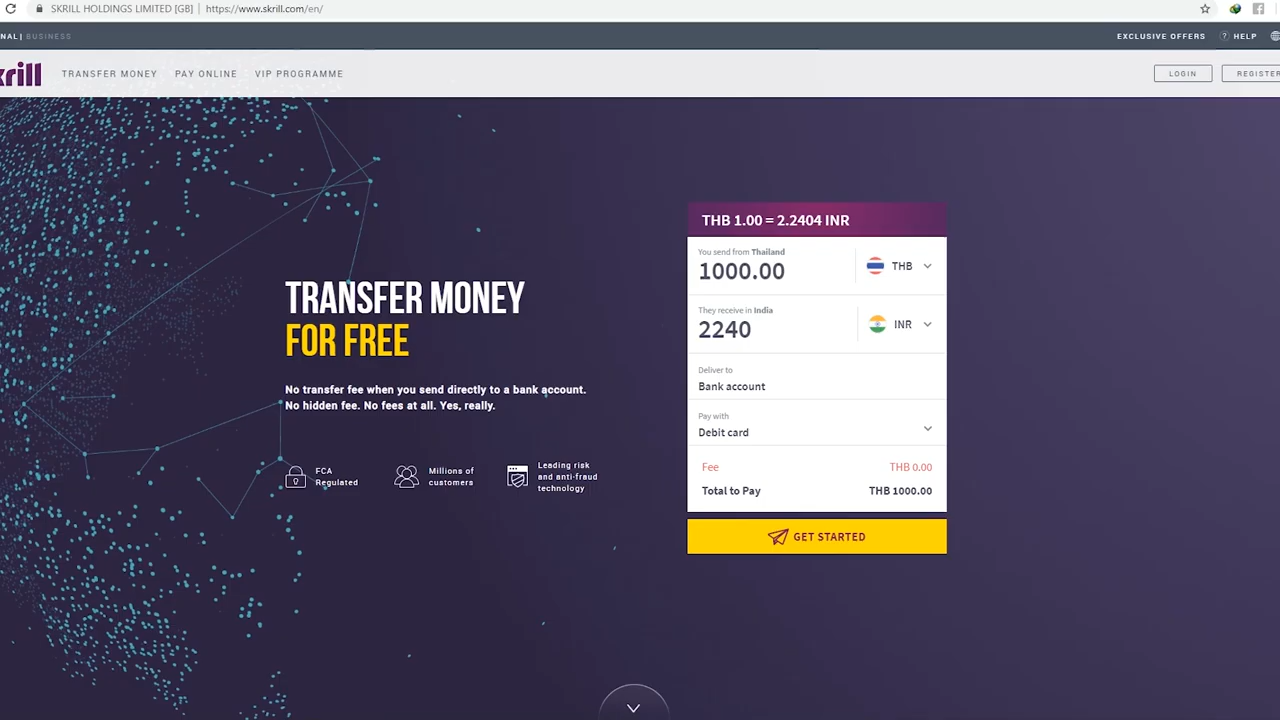 SKRILL HOLDINGS LIMITED [GB] | https://www.skrill.com/en/
NAL | BUSINESS
EXCLUSIVE OFFERS
? HELP
krill
TRANSFER MONEY
PAY ONLINE
VIP PROGRAMME
LOGIN
REGISTER
THB 1.00 = 2.2404 INR
You send from Thailand
1000.00
THB
They receive in India
2240
INR
Deliver to
Bank account
Pay with
Debit card
Fee THB 0.00
Total to Pay THB 1000.00
GET STARTED
TRANSFER MONEY
FOR FREE
No transfer fee when you send directly to a bank account.
No hidden fee. No fees at all. Yes, really.
FCA
Regulated
Millions of
customers
Leading risk
and anti-fraud
technology